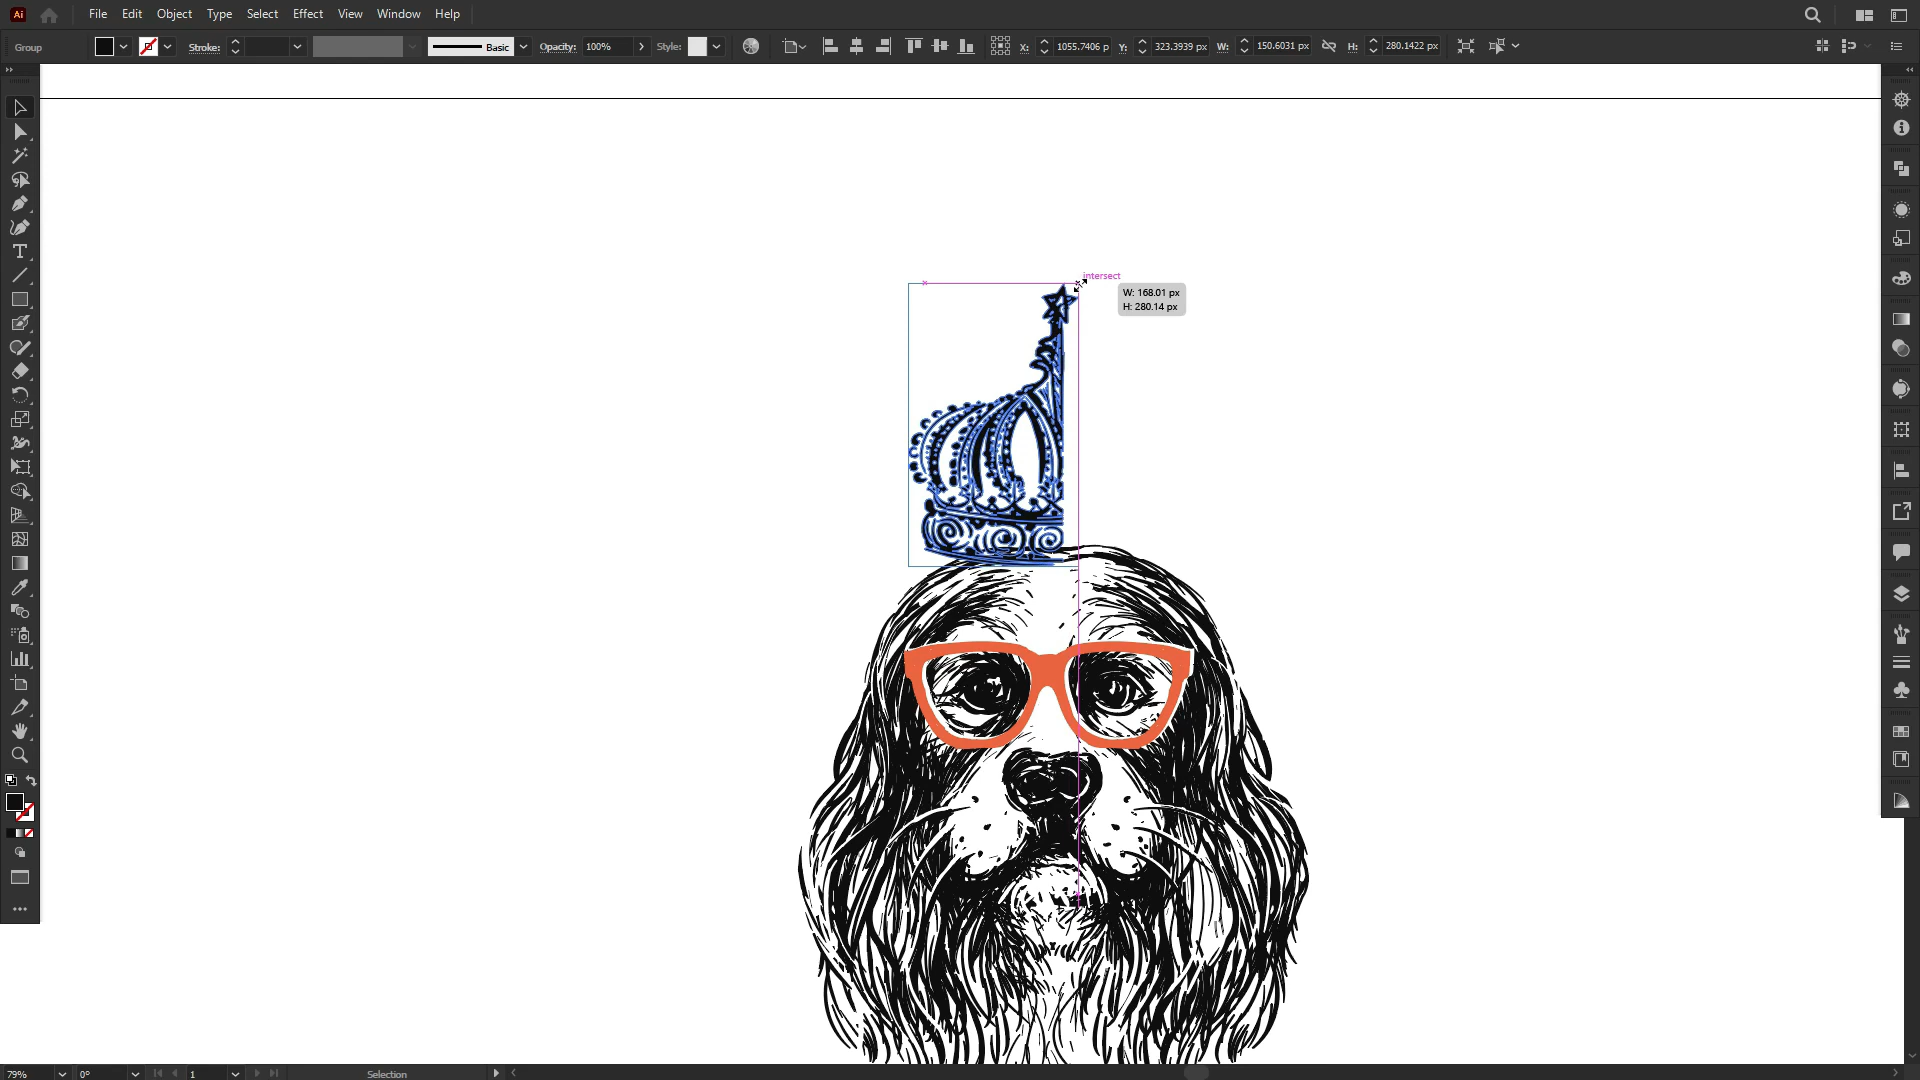 Ai File Edit Object Type Select Effect View Window Help
Group Stroke: Basic Opacity: 100% Style: X: 1055.7406 p Y: 323.3939 px W: 150.6031 px H: 280.1422 px
intersect
W: 168.01 px
H: 280.14 px
79% 0° 1 Selection